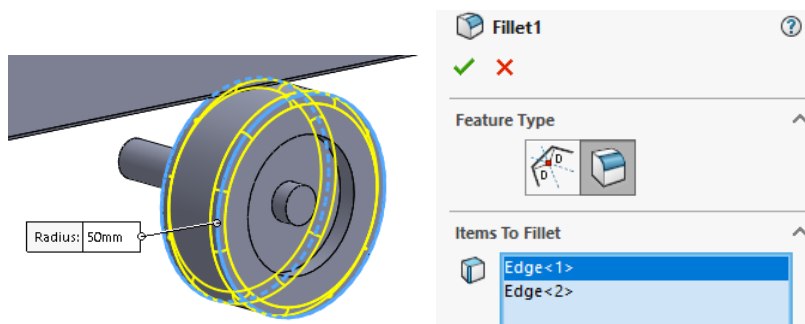 Radius: 50mm
Fillet1
Feature Type
D
D
Items To Fillet
Edge<1>
Edge<2>